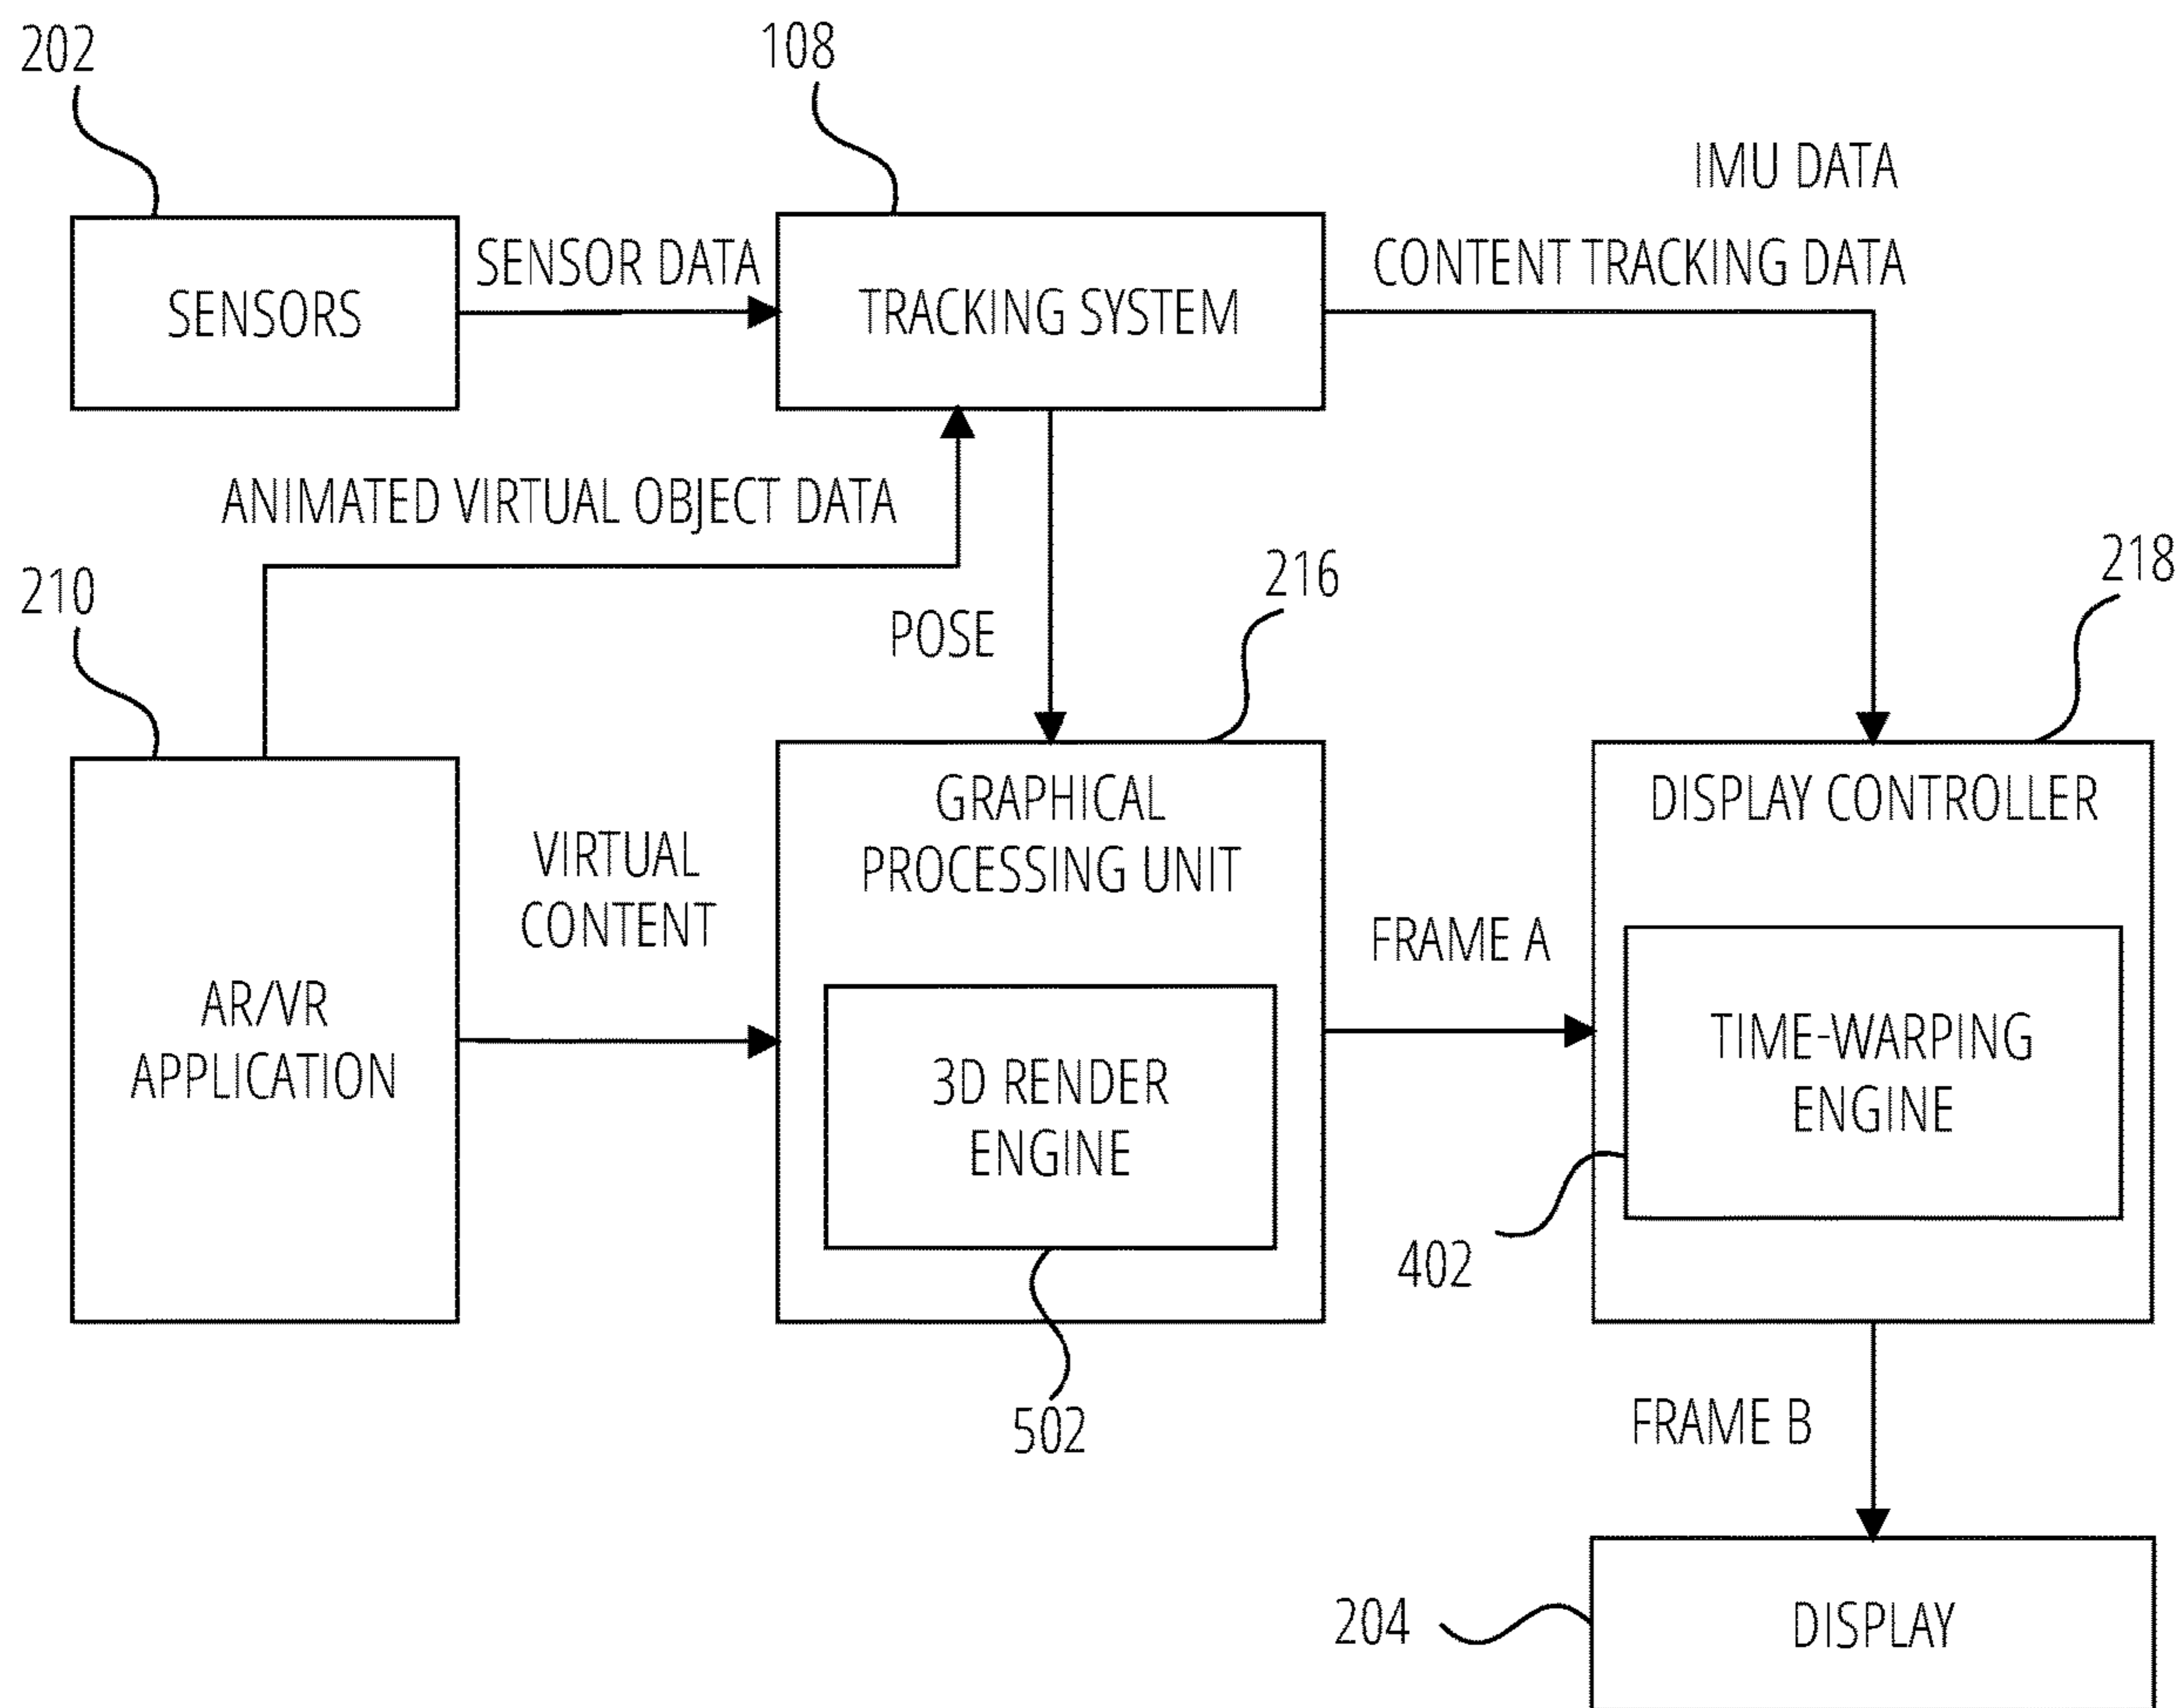 202
108
IMU DATA
SENSORS
SENSOR DATA
TRACKING SYSTEM
CONTENT TRACKING DATA
ANIMATED VIRTUAL OBJECT DATA
210
POSE
216
218
AR/VR
APPLICATION
VIRTUAL
CONTENT
GRAPHICAL
PROCESSING UNIT
3D RENDER
ENGINE
502
FRAME A
DISPLAY CONTROLLER
TIME-WARPING
ENGINE
402
FRAME B
204
DISPLAY